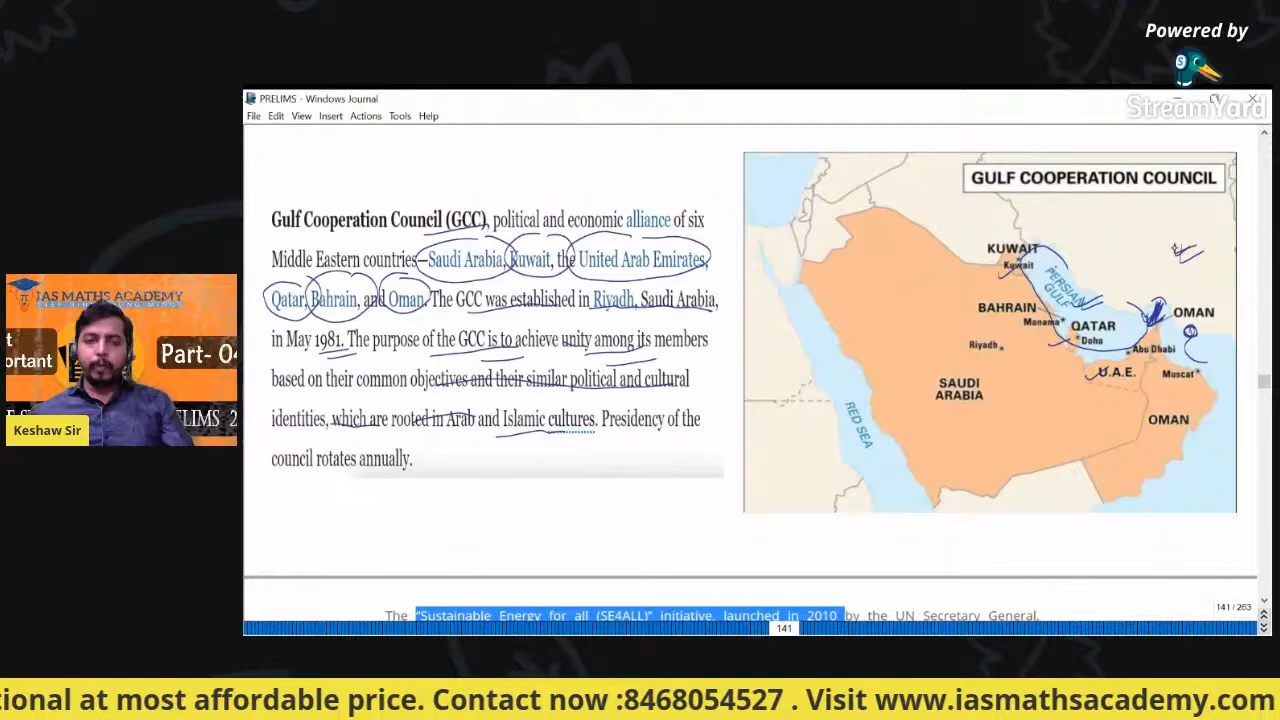 Powered by
StreamYard
PRELIMS - Windows Journal
File Edit View Insert Actions Tools Help
Gulf Cooperation Council (GCC), political and economic alliance of six
Middle Eastern countries—Saudi Arabia, Kuwait, the United Arab Emirates,
Qatar, Bahrain, and Oman. The GCC was established in Riyadh, Saudi Arabia,
in May 1981. The purpose of the GCC is to achieve unity among its members
based on their common objectives and their similar political and cultural
identities, which are rooted in Arab and Islamic cultures. Presidency of the
council rotates annually.
GULF COOPERATION COUNCIL
KUWAIT
Kuwait
PERSIAN
GULF
BAHRAIN
Manama
QATAR
Doha
OMAN
Riyadh
Abu Dhabi
U.A.E.
Muscat
SAUDI
ARABIA
OMAN
RED SEA
IAS MATHS ACADEMY
Part- 04
Keshaw Sir
The “Sustainable Energy for all (SE4ALL)” initiative, launched in 2010 by the UN Secretary General,
141 / 263
141
tional at most affordable price. Contact now :8468054527 . Visit www.iasmathsacademy.com